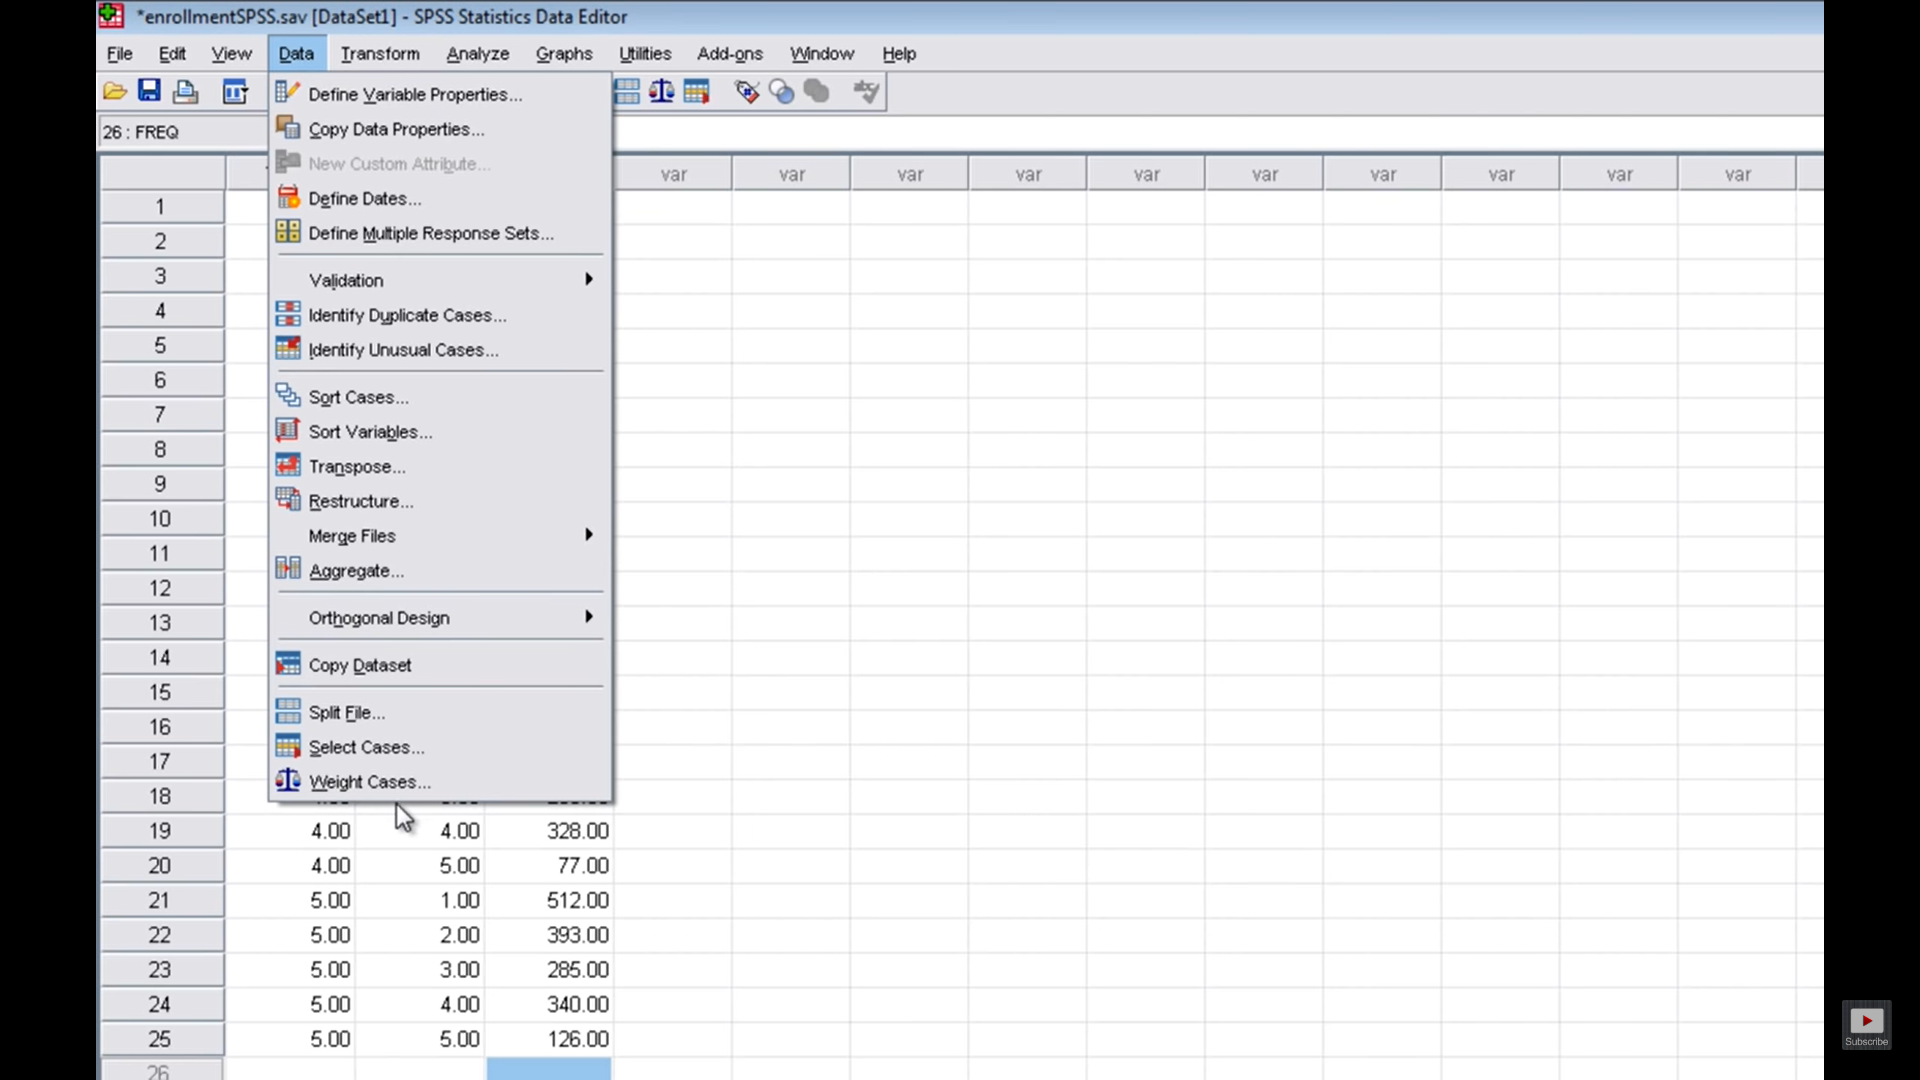 *enrollmentSPSS.sav [DataSet1] - SPSS Statistics Data Editor
File Edit View Data Transform Analyze Graphs Utilities Add-ons Window Help
Define Variable Properties...
26 : FREQ
Copy Data Properties...
New Custom Attribute...
var var var var var var var var var var
Define Dates...
1
Define Multiple Response Sets...
2
Validation
3
Identify Duplicate Cases...
4
Identify Unusual Cases...
5
6
Sort Cases...
7
Sort Variables...
8
Transpose...
9
Restructure...
10
Merge Files
11
Aggregate...
12
Orthogonal Design
13
14
Copy Dataset
15
Split File...
16
Select Cases...
17
Weight Cases...
18
19 4.00 4.00 328.00
20 4.00 5.00 77.00
21 5.00 1.00 512.00
22 5.00 2.00 393.00
23 5.00 3.00 285.00
24 5.00 4.00 340.00
25 5.00 5.00 126.00
26
Subscribe